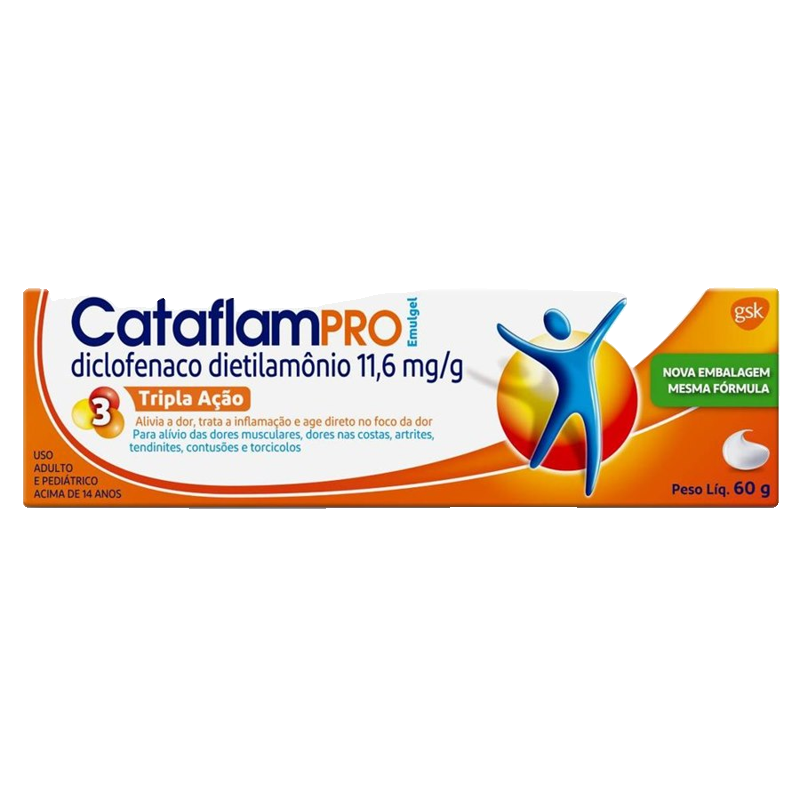 CataflamPRO
Emulgel
diclofenaco dietilamônio 11,6 mg/g
3 Tripla Ação
Alivia a dor, trata a inflamação e age direto no foco da dor
Para alívio das dores musculares, dores nas costas, artrites,
tendinites, contusões e torcicolos
USO
ADULTO
E PEDIÁTRICO
ACIMA DE 14 ANOS
gsk
NOVA EMBALAGEM
MESMA FÓRMULA
Peso Líq. 60 g